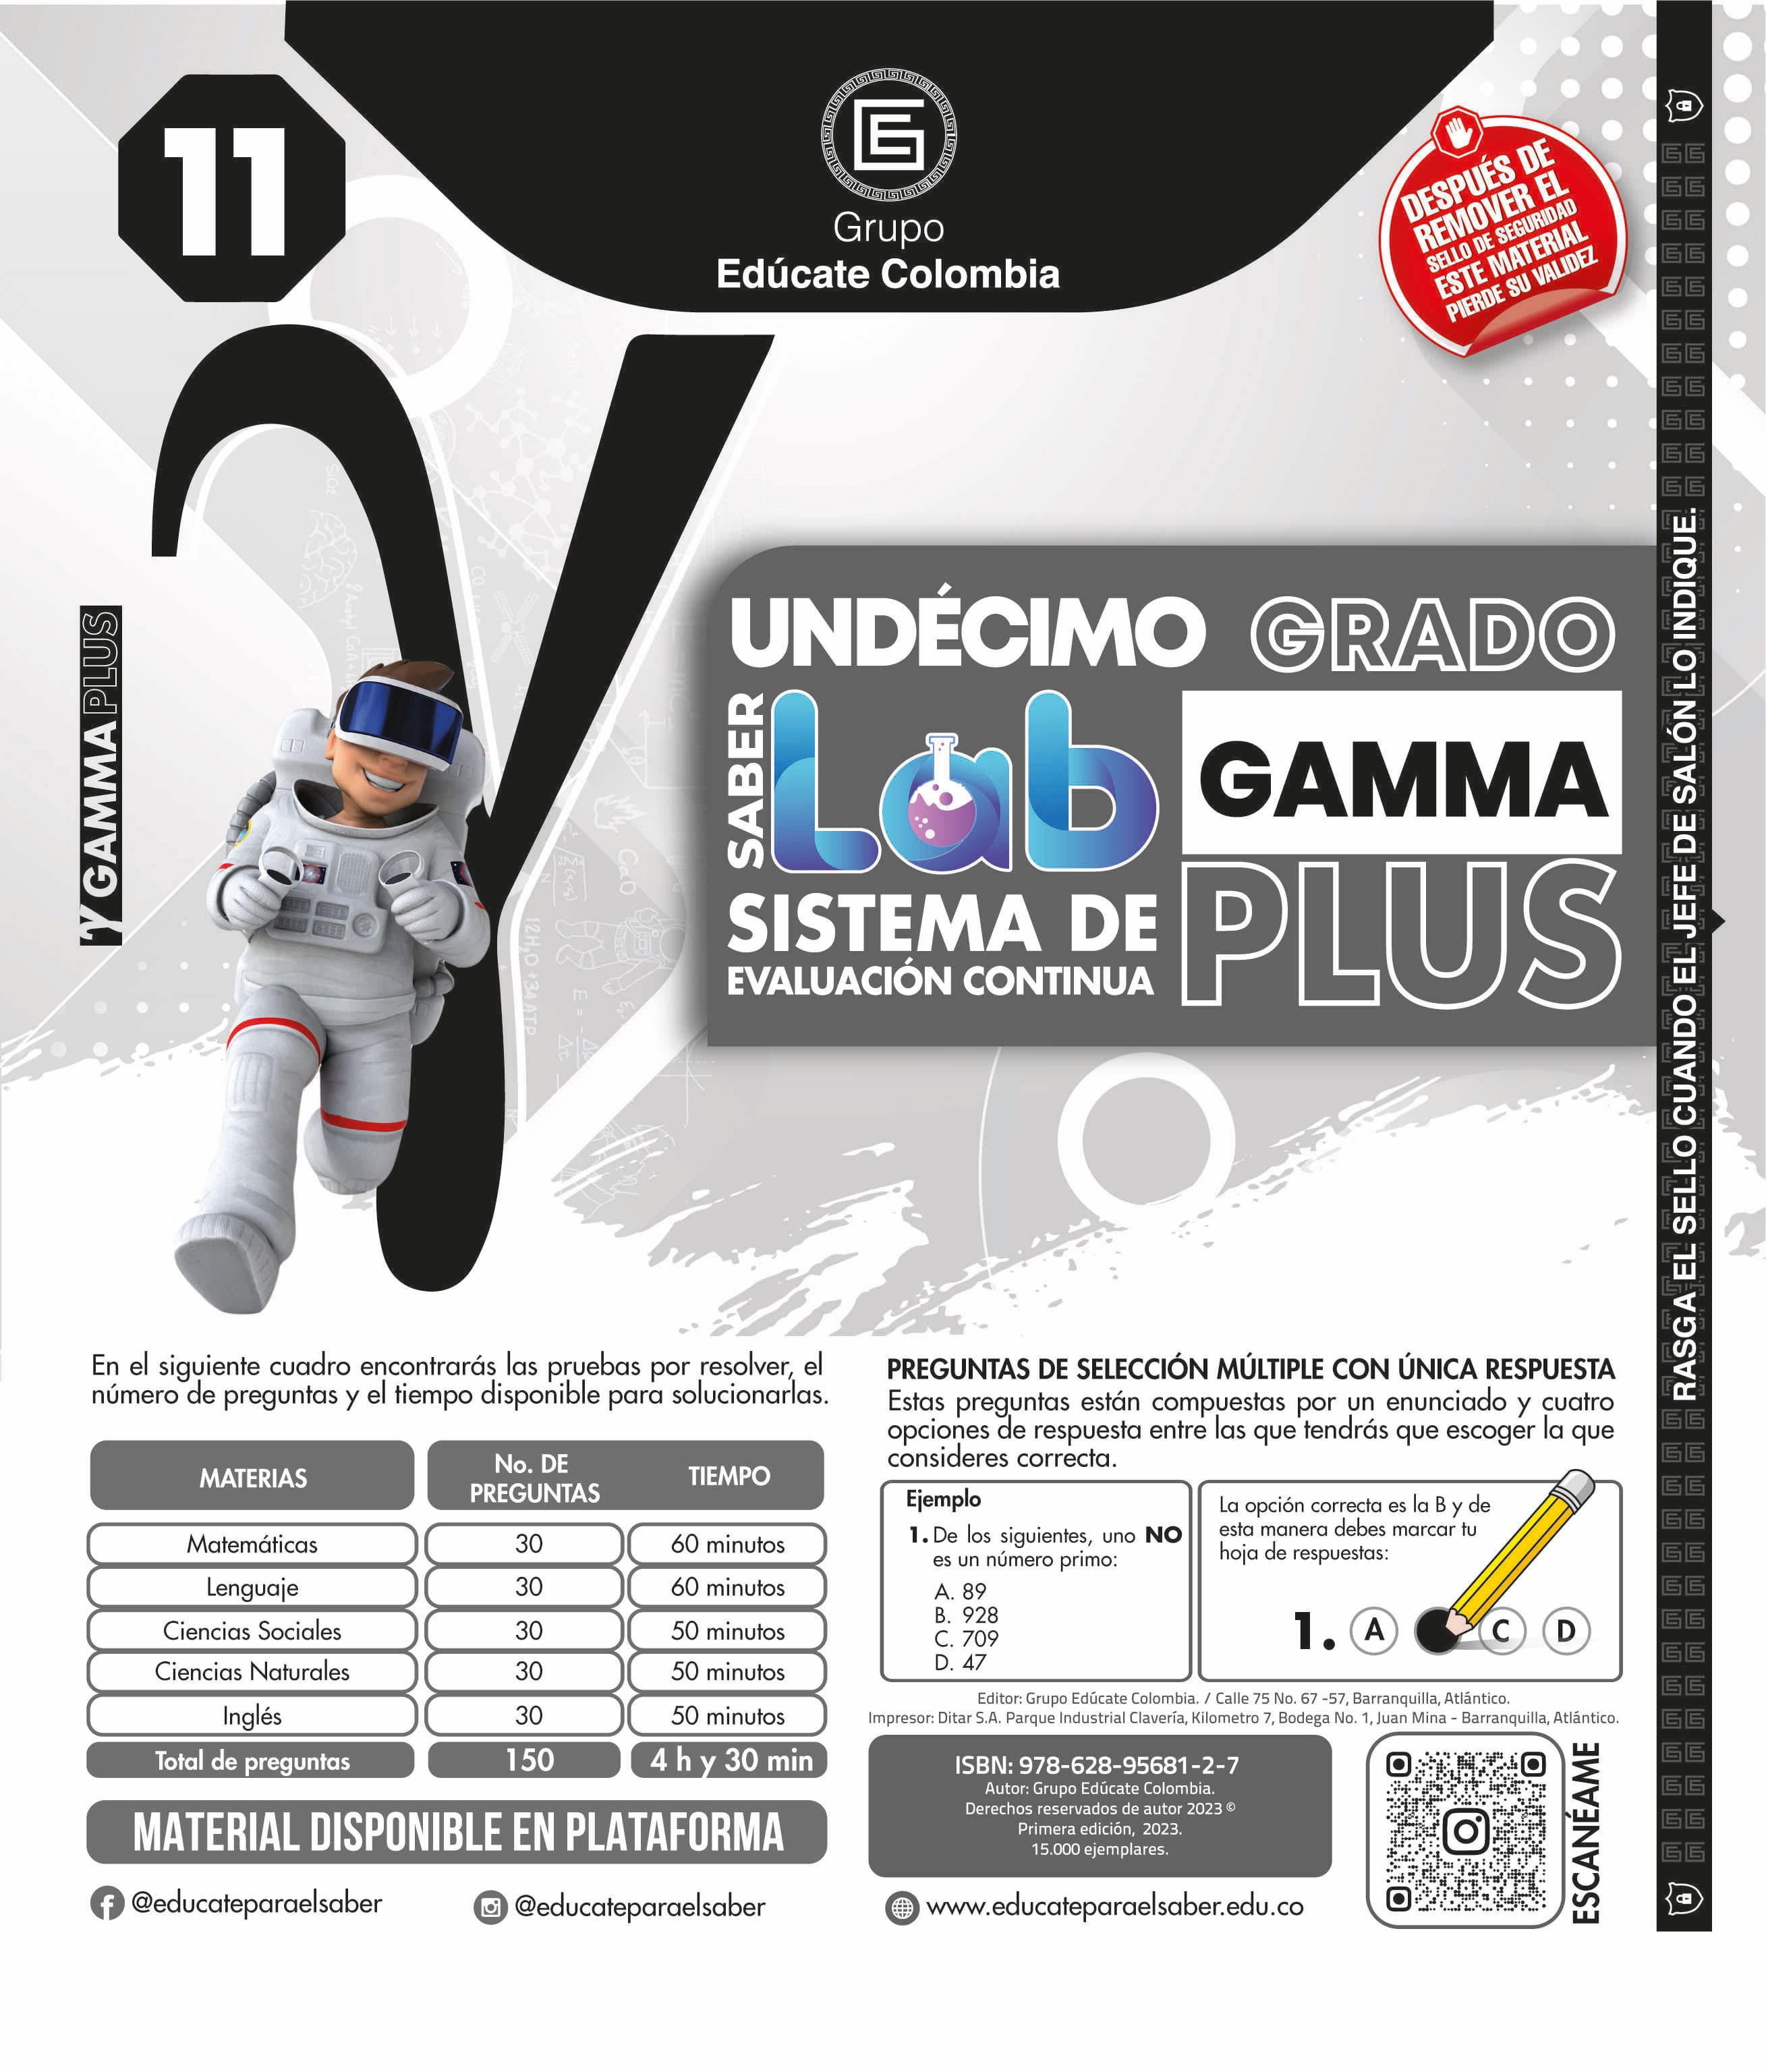 11
Grupo
Edúcate Colombia
DESPUÉS DE
REMOVER EL
SELLO DE SEGURIDAD
ESTE MATERIAL
PIERDE SU VALIDEZ
γ GAMMA PLUS
UNDÉCIMO GRADO
SABER
Lab
GAMMA
PLUS
SISTEMA DE
EVALUACIÓN CONTINUA
RASGA EL SELLO CUANDO EL JEFE DE SALÓN LO INDIQUE.
En el siguiente cuadro encontrarás las pruebas por resolver, el
número de preguntas y el tiempo disponible para solucionarlas.
MATERIAS
No. DE
PREGUNTAS
TIEMPO
Matemáticas 30 60 minutos
Lenguaje 30 60 minutos
Ciencias Sociales 30 50 minutos
Ciencias Naturales 30 50 minutos
Inglés 30 50 minutos
Total de preguntas 150 4 h y 30 min
MATERIAL DISPONIBLE EN PLATAFORMA
@educateparaelsaber
@educateparaelsaber
PREGUNTAS DE SELECCIÓN MÚLTIPLE CON ÚNICA RESPUESTA
Estas preguntas están compuestas por un enunciado y cuatro
opciones de respuesta entre las que tendrás que escoger la que
consideres correcta.
Ejemplo
1. De los siguientes, uno NO
es un número primo:
A. 89
B. 928
C. 709
D. 47
La opción correcta es la B y de
esta manera debes marcar tu
hoja de respuestas:
1. A C D
Editor: Grupo Edúcate Colombia. / Calle 75 No. 67 -57, Barranquilla, Atlántico.
Impresor: Ditar S.A. Parque Industrial Clavería, Kilometro 7, Bodega No. 1, Juan Mina - Barranquilla, Atlántico.
ISBN: 978-628-95681-2-7
Autor: Grupo Edúcate Colombia.
Derechos reservados de autor 2023 ©
Primera edición, 2023.
15.000 ejemplares.
www.educateparaelsaber.edu.co
ESCANÉAME